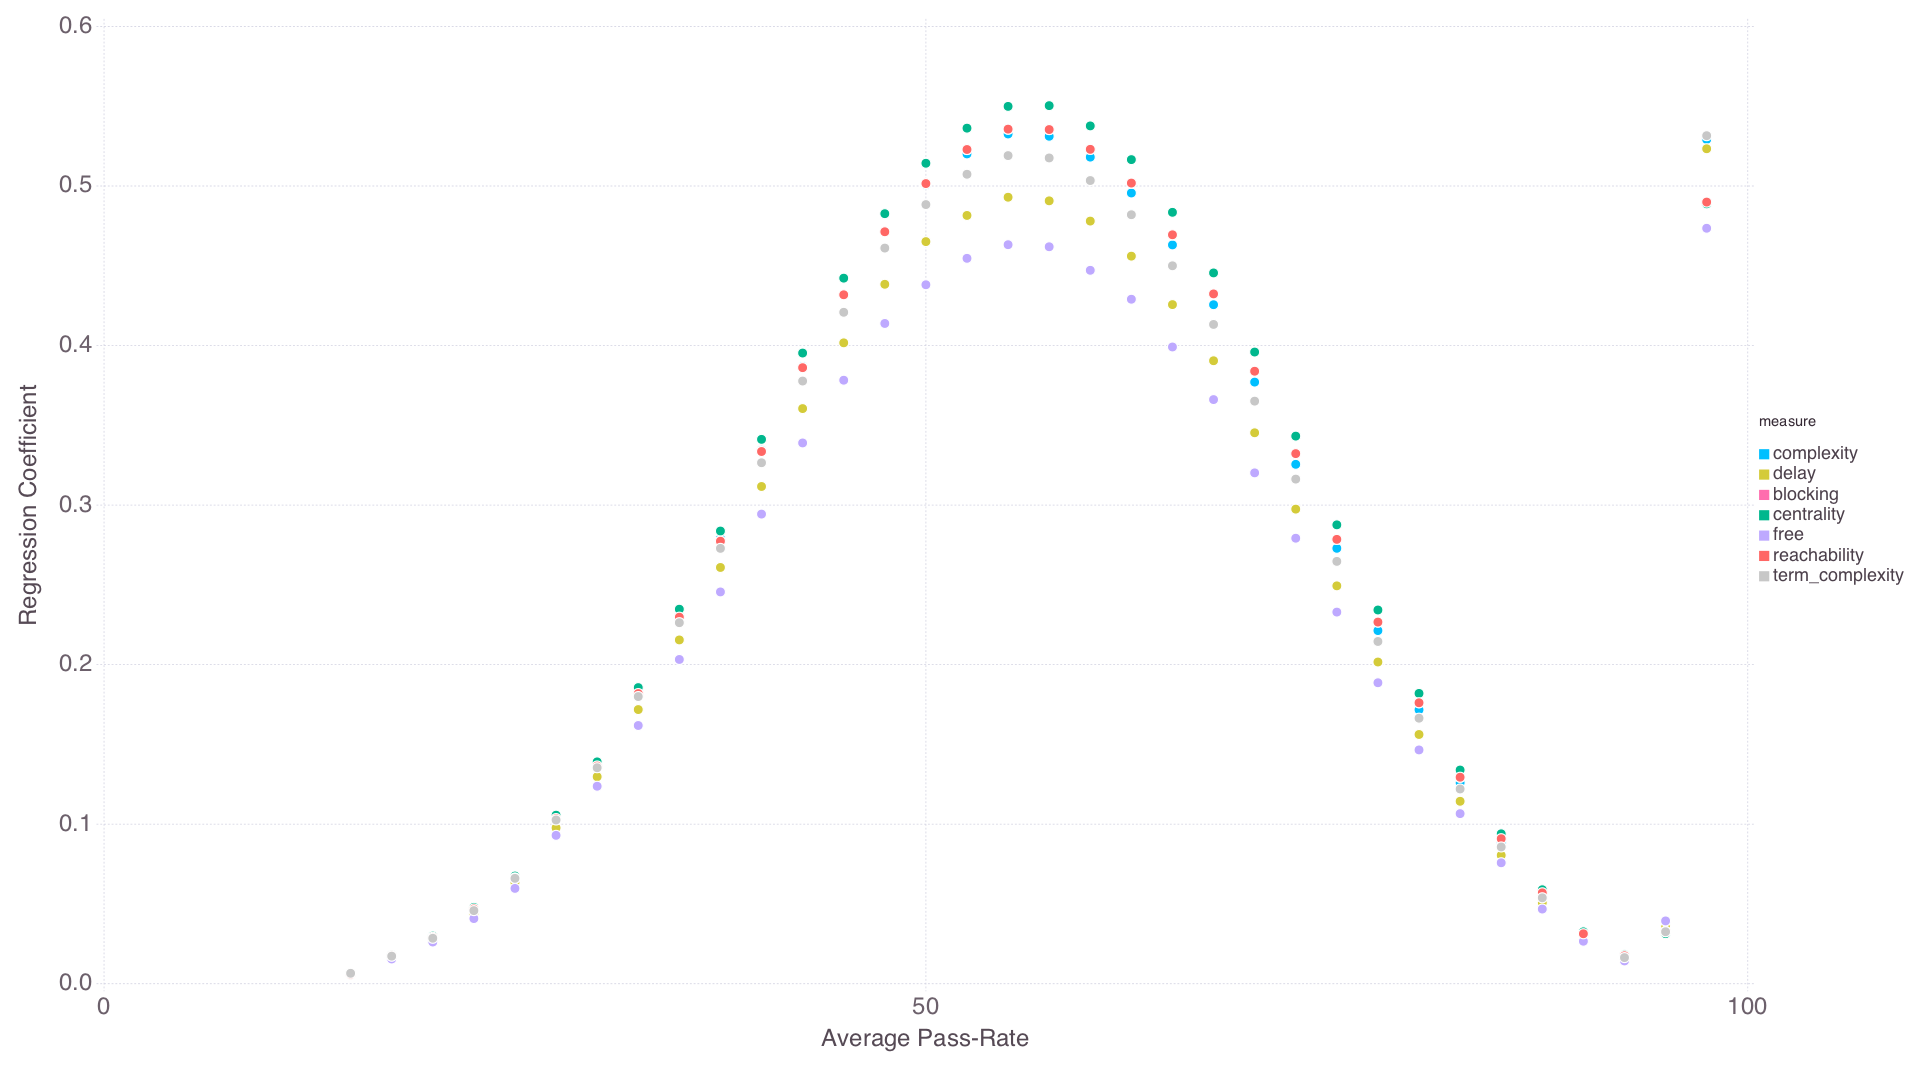 0.6
0.5
0.4
0.3
0.2
0.1
0.0
Regression Coefficient
0
50
100
Average Pass-Rate
measure
complexity
delay
blocking
centrality
free
reachability
term_complexity